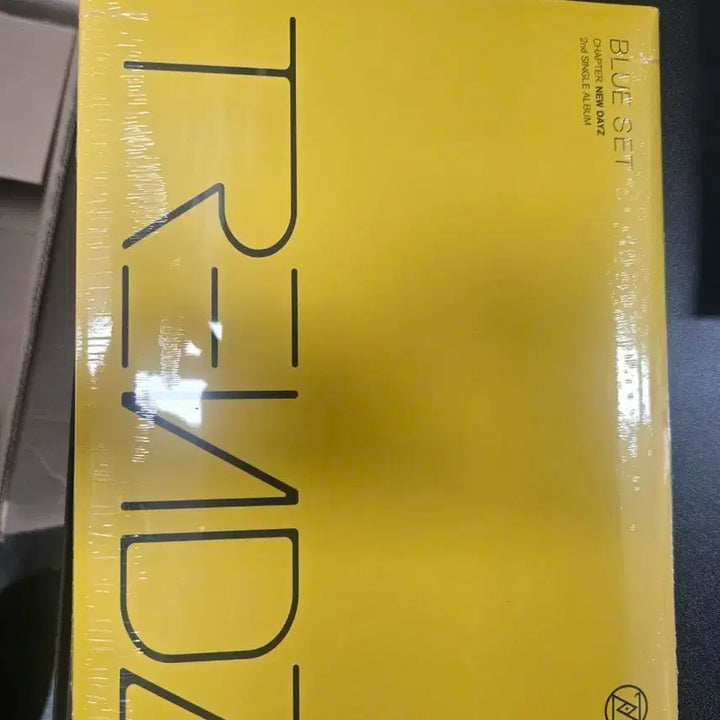 BLUE SET
CHAPTER. NEW DAYZ
2nd SINGLE ALBUM
TRENDZ